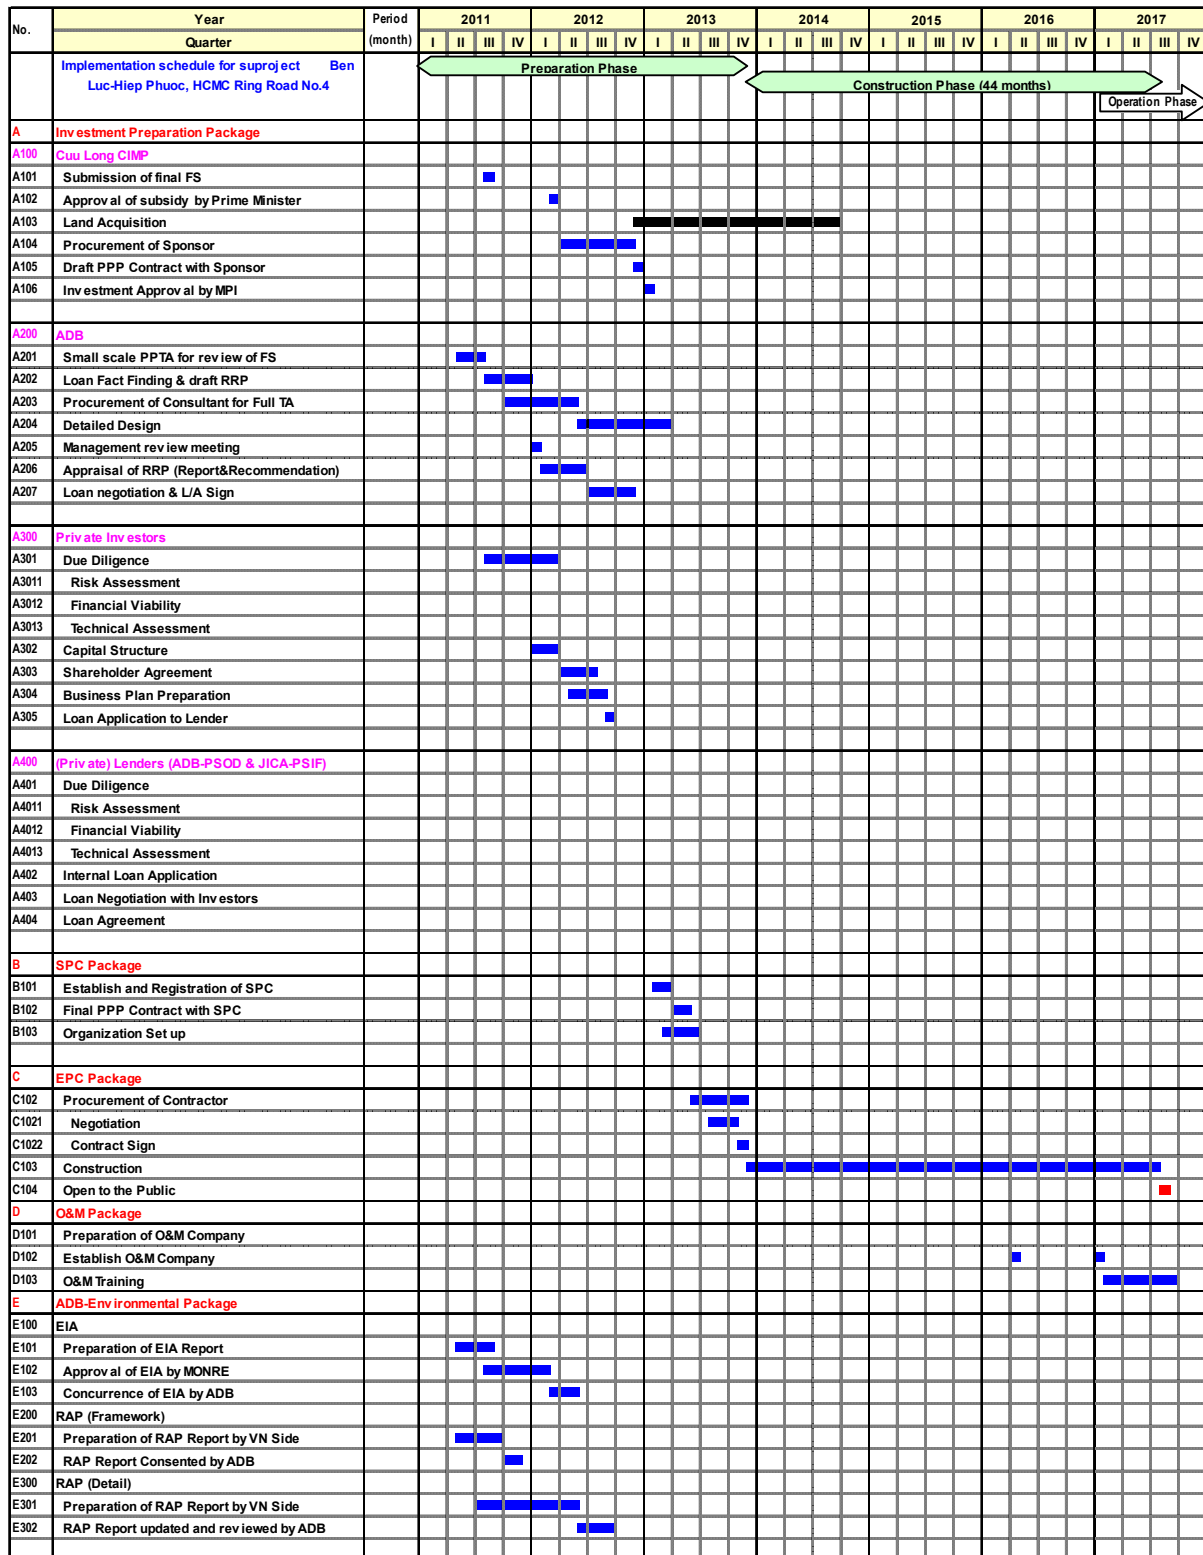 No. Year Period (month) 2011 2012 2013 2014 2015 2016 2017
Quarter I II III IV I II III IV I II III IV I II III IV I II III IV I II III IV I II III IV
Implementation schedule for suproject Ben
Luc-Hiep Phuoc, HCMC Ring Road No.4
Preparation Phase
Construction Phase (44 months)
Operation Phase
A Investment Preparation Package
A100 Cuu Long CIMP
A101 Submission of final FS
A102 Approval of subsidy by Prime Minister
A103 Land Acquisition
A104 Procurement of Sponsor
A105 Draft PPP Contract with Sponsor
A106 Investment Approval by MPI
A200 ADB
A201 Small scale PPTA for review of FS
A202 Loan Fact Finding & draft RRP
A203 Procurement of Consultant for Full TA
A204 Detailed Design
A205 Management review meeting
A206 Appraisal of RRP (Report&Recommendation)
A207 Loan negotiation & L/A Sign
A300 Private Investors
A301 Due Diligence
A3011 Risk Assessment
A3012 Financial Viability
A3013 Technical Assessment
A302 Capital Structure
A303 Shareholder Agreement
A304 Business Plan Preparation
A305 Loan Application to Lender
A400 (Private) Lenders (ADB-PSOD & JICA-PSIF)
A401 Due Diligence
A4011 Risk Assessment
A4012 Financial Viability
A4013 Technical Assessment
A402 Internal Loan Application
A403 Loan Negotiation with Investors
A404 Loan Agreement
B SPC Package
B101 Establish and Registration of SPC
B102 Final PPP Contract with SPC
B103 Organization Set up
C EPC Package
C102 Procurement of Contractor
C1021 Negotiation
C1022 Contract Sign
C103 Construction
C104 Open to the Public
D O&M Package
D101 Preparation of O&M Company
D102 Establish O&M Company
D103 O&M Training
E ADB-Environmental Package
E100 EIA
E101 Preparation of EIA Report
E102 Approval of EIA by MONRE
E103 Concurrence of EIA by ADB
E200 RAP (Framework)
E201 Preparation of RAP Report by VN Side
E202 RAP Report Consented by ADB
E300 RAP (Detail)
E301 Preparation of RAP Report by VN Side
E302 RAP Report updated and reviewed by ADB